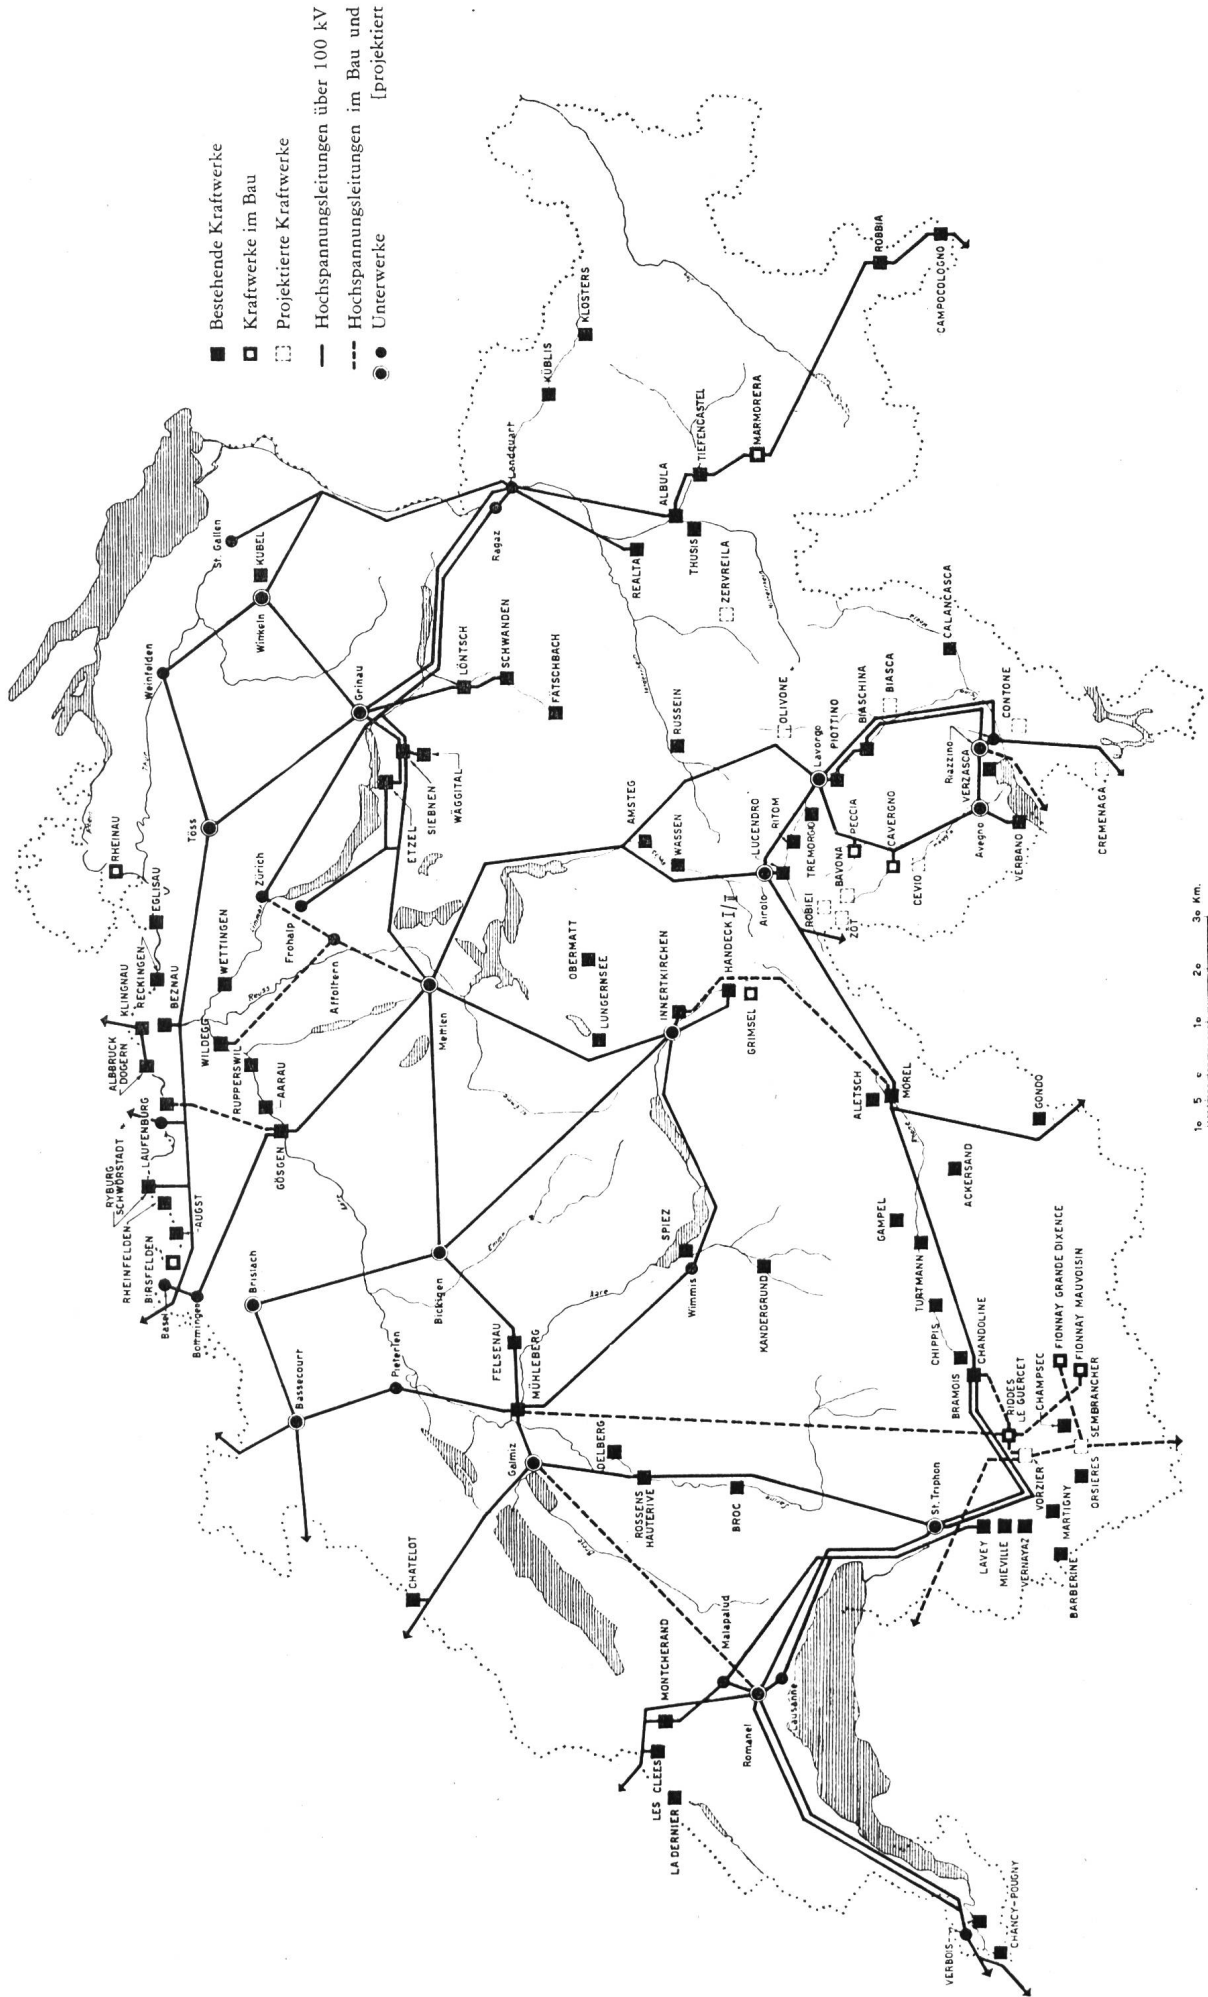 Bestehende Kraftwerke
Kraftwerke im Bau
Projektierte Kraftwerke
Hochspannungsleitungen über 100 kV
Hochspannungsleitungen im Bau und
[projektiert
Unterwerke
RHEINFELDEN
BIRSFELDEN
Basel
Bottmingen
AUGST
RYBURG
SCHWÖRSTADT
LAUFENBURG
ALBBRUCK
DOGERN
KLINGNAU
RECKINGEN
BEZNAU
EGLISAU
RHEINAU
Töss
Weinfelden
St. Gallen
KUBEL
Winkeln
WILDEGG
RUPPERSWIL
AARAU
GÖSGEN
WETTINGEN
Reuss
Zürich
Frohalp
Affoltern
Mettlen
Grinau
ETZEL
SIEBNEN
WÄGGITAL
LÖNTSCH
SCHWANDEN
FÄTSCHBACH
Ragaz
Landquart
KÜBLIS
KLOSTERS
Brislach
Bassecourt
Pieterlen
Bickigen
Emme
Aare
FELSENAU
MÜHLEBERG
Galmiz
CHATELOT
OELBERG
ROSSENS
HAUTERIVE
BROC
SPIEZ
Wimmis
KANDERGRUND
OBERMATT
LUNGERNSEE
INNERTKIRCHEN
HANDECK I/II
GRIMSEL
AMSTEG
WASSEN
RUSSEIN
REALTA
ALBULA
THUSIS
TIEFENCASTEL
MARMORERA
ZERVREILA
ROBBIA
CAMPOCOLOGNO
OLIVONE
LUCENDRO
RITOM
TREMORGO
Airolo
Lavorgo
PIOTTINO
BIASCHINA
BIASCA
CALANCASCA
PECCIA
CAVERGNO
BAVONA
ROBIEI
ZÖT
CEVIO
Avegno
VERBANO
VERZASCA
Riazzino
CONTONE
CREMENAGA
ALETSCH
MÖREL
GONDO
ACKERSAND
GAMPEL
TURTMANN
CHIPPIS
CHANDOLINE
BRAMOIS
RIDDES
LE GUERCET
CHAMPSEC
FIONNAY GRANDE DIXENCE
FIONNAY MAUVOISIN
SEMBRANCHER
ORSIERES
VORZIER
MARTIGNY
BARBERINE
VERNAYAZ
MIEVILLE
LAVEY
St. Triphon
MONTCHERAND
Malapalud
LES CLEES
LA DERNIER
Romanel
Lausanne
VERBOIS
CHANCY-POUGNY
10 5 10 20 30 Km.